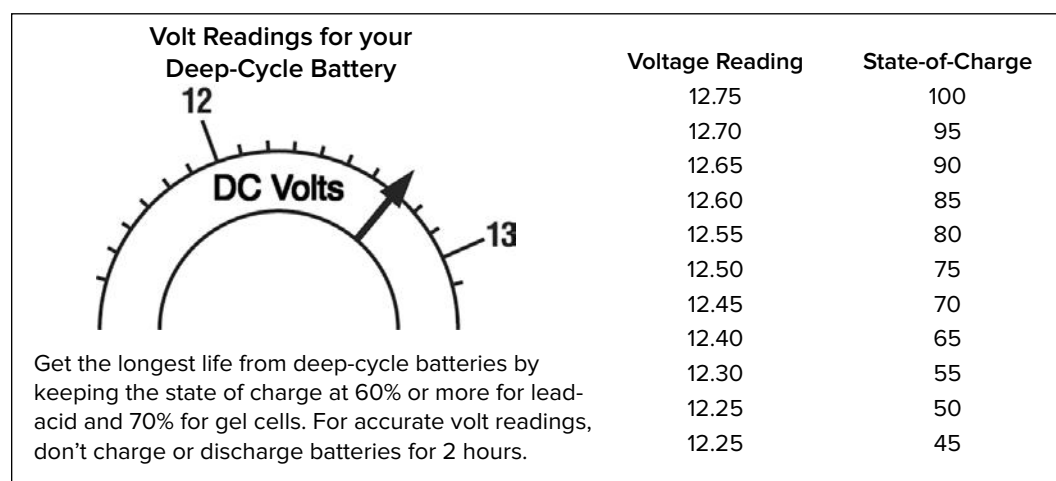 Volt Readings for your
Deep-Cycle Battery
12
DC Volts
13
Get the longest life from deep-cycle batteries by
keeping the state of charge at 60% or more for lead-
acid and 70% for gel cells. For accurate volt readings,
don’t charge or discharge batteries for 2 hours.
Voltage Reading State-of-Charge
12.75 100
12.70 95
12.65 90
12.60 85
12.55 80
12.50 75
12.45 70
12.40 65
12.30 55
12.25 50
12.25 45